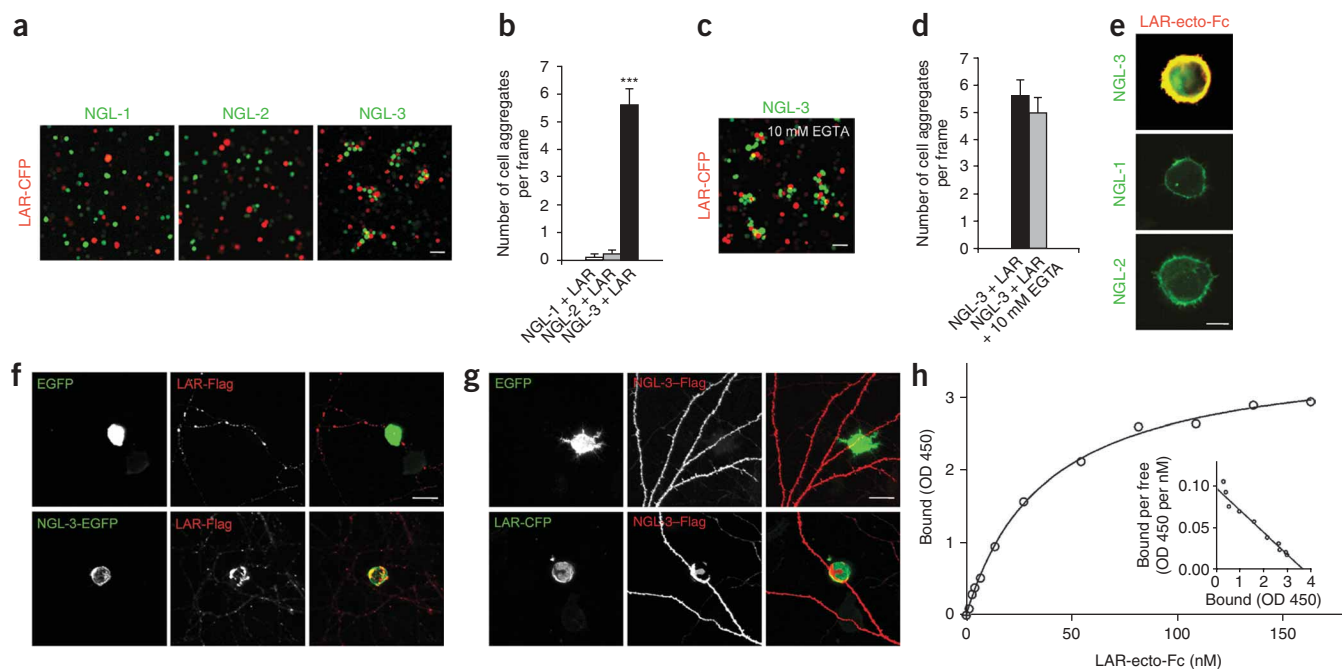 a
NGL-1
NGL-2
NGL-3
LAR-CFP
b
Number of cell aggregates
per frame
7
6
5
4
3
2
1
0
***
NGL-1 + LAR
NGL-2 + LAR
NGL-3 + LAR
c
NGL-3
10 mM EGTA
LAR-CFP
d
Number of cell aggregates
per frame
7
6
5
4
3
2
1
0
NGL-3 + LAR
NGL-3 + LAR
+ 10 mM EGTA
e
LAR-ecto-Fc
NGL-3
NGL-1
NGL-2
f
EGFP
LAR-Flag
NGL-3-EGFP
LAR-Flag
g
EGFP
NGL-3–Flag
LAR-CFP
NGL-3–Flag
h
Bound (OD 450)
3
2
1
0
0
50
100
150
LAR-ecto-Fc (nM)
Bound per free
(OD 450 per nM)
0.10
0.05
0.00
0
1
2
3
4
Bound (OD 450)